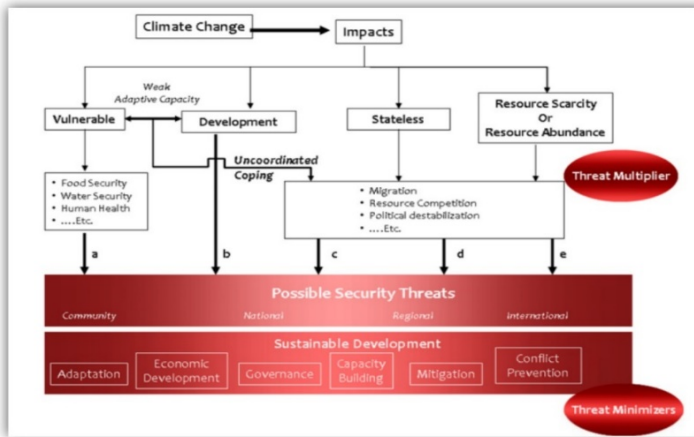 Climate Change
Impacts
Weak
Adaptive Capacity
Vulnerable
Development
Stateless
Resource Scarcity
Or
Resource Abundance
Uncoordinated
Coping
Threat Multiplier
• Food Security
• Water Security
• Human Health
• ....Etc.
• Migration
• Resource Competition
• Political destabilization
• ....Etc.
a
b
c
d
e
Possible Security Threats
Community
National
Regional
International
Sustainable Development
Adaptation
Economic
Development
Governance
Capacity
Building
Mitigation
Conflict
Prevention
Threat Minimizers